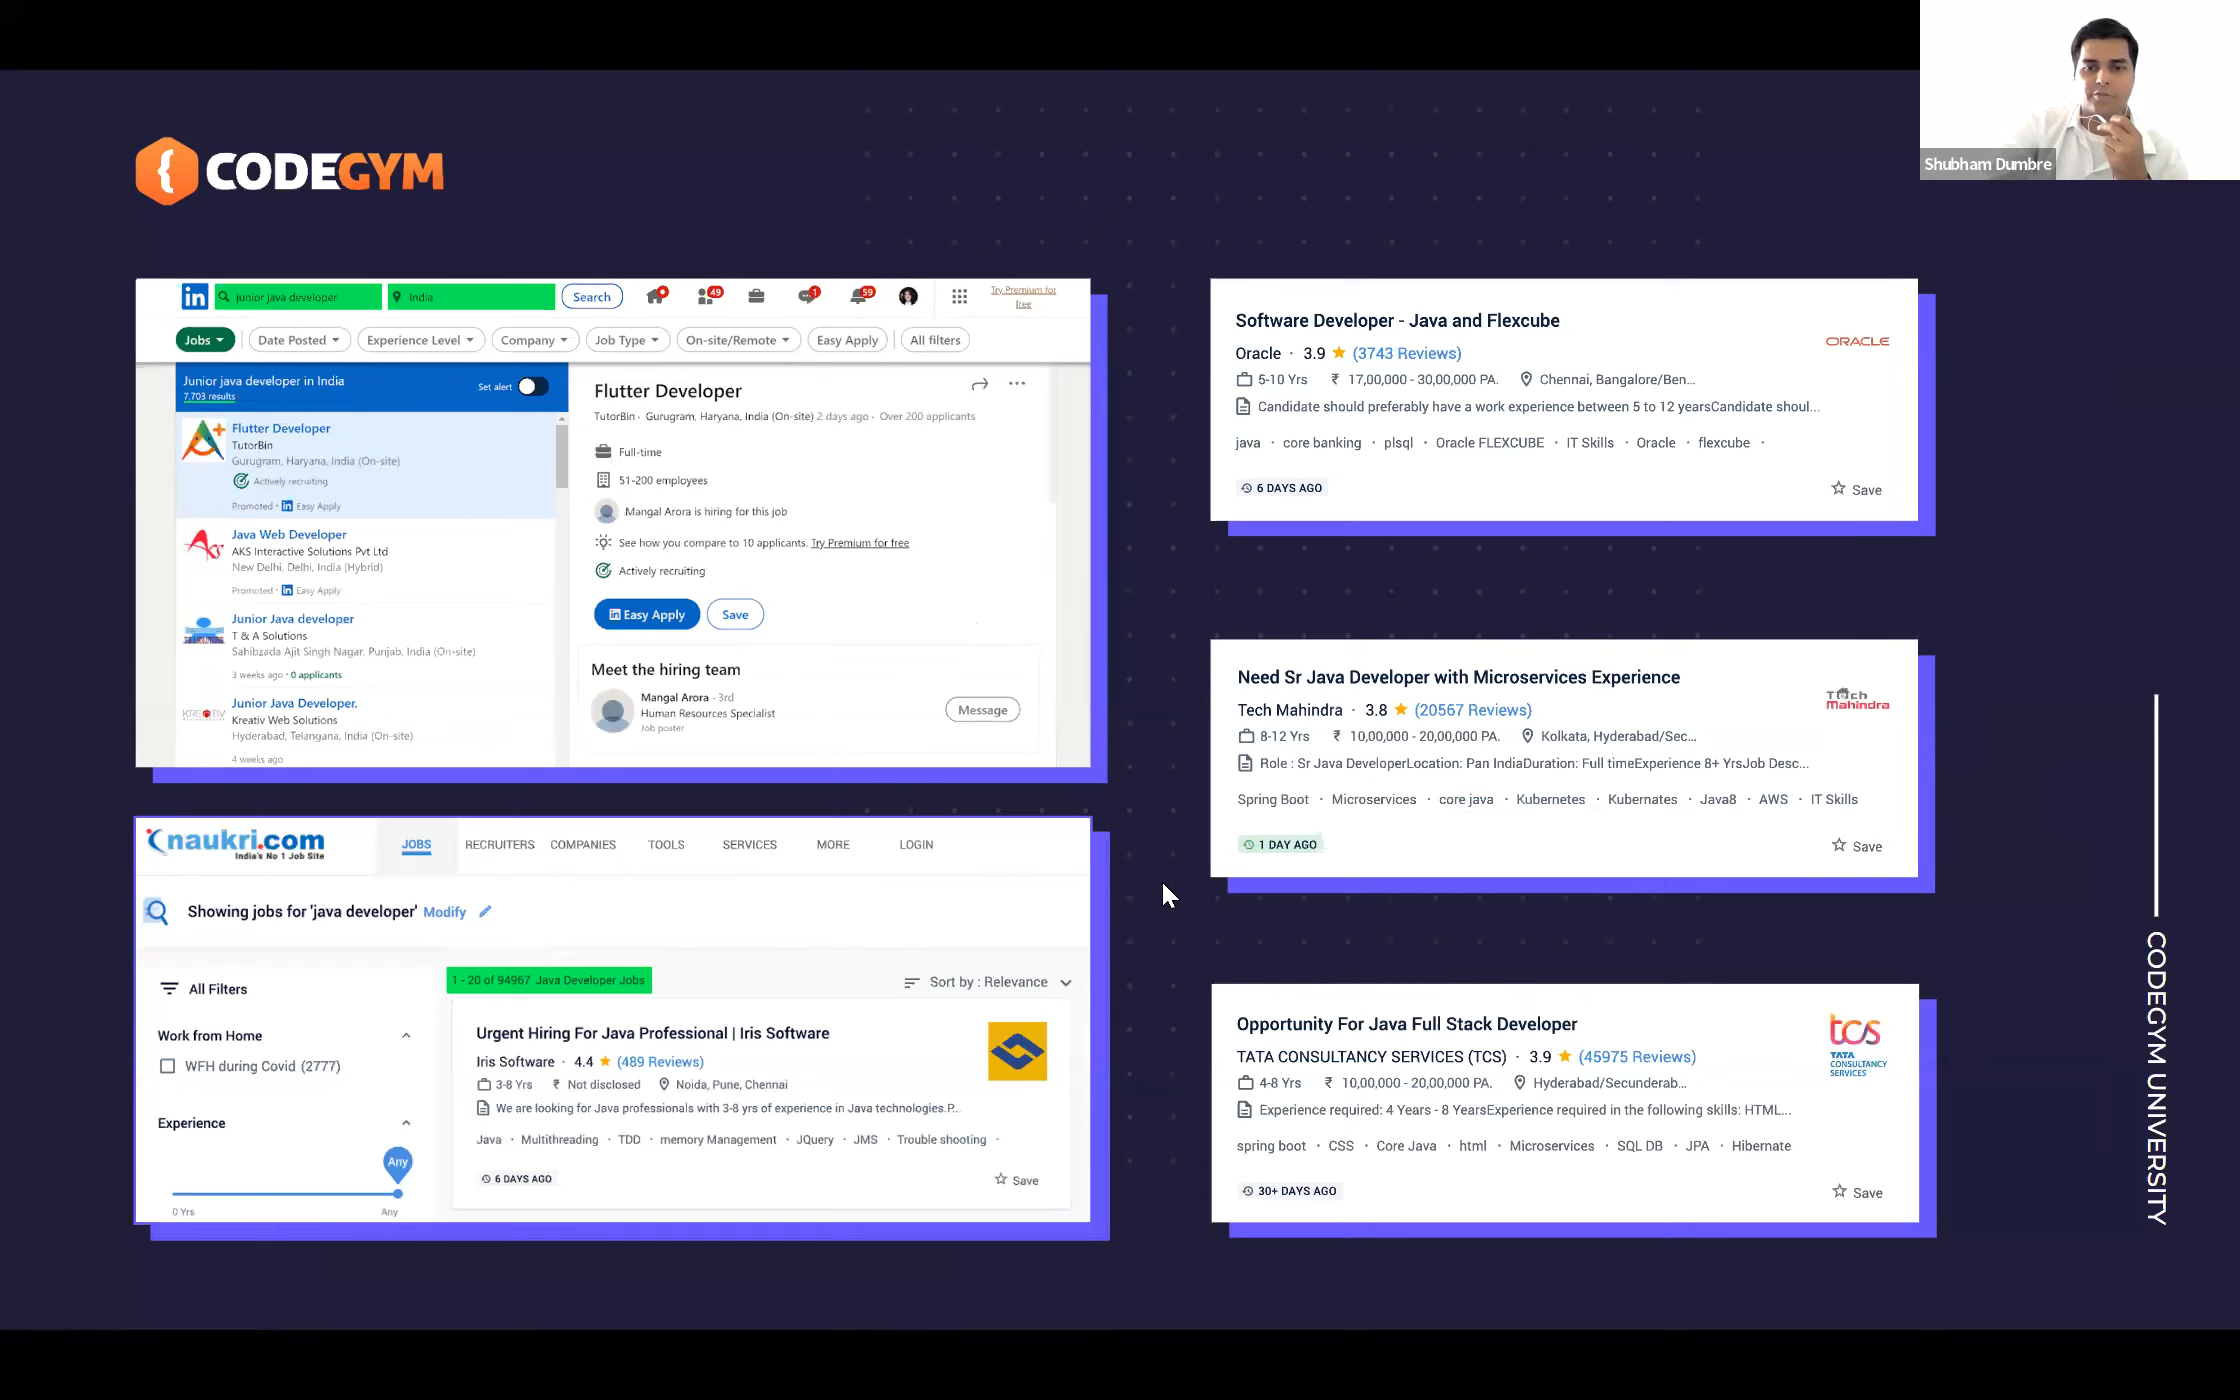 Shubham Dumbre
CODEGYM
in junior java developer India Search 49 1 59 Try Premium for free
Jobs Date Posted Experience Level Company Job Type On-site/Remote Easy Apply All filters
Junior java developer in India
7,703 results
Set alert
Flutter Developer
TutorBin
Gurugram, Haryana, India (On-site)
Actively recruiting
Promoted · in Easy Apply
Java Web Developer
AKS Interactive Solutions Pvt Ltd
New Delhi, Delhi, India (Hybrid)
Promoted · in Easy Apply
Junior Java developer
T & A Solutions
Sahibzada Ajit Singh Nagar, Punjab, India (On-site)
3 weeks ago · 0 applicants
Junior Java Developer.
Kreativ Web Solutions
Hyderabad, Telangana, India (On-site)
4 weeks ago
Aks
KREATIV
Flutter Developer
TutorBin · Gurugram, Haryana, India (On-site) 2 days ago · Over 200 applicants
Full-time
51-200 employees
Mangal Arora is hiring for this job
See how you compare to 10 applicants. Try Premium for free
Actively recruiting
in Easy Apply Save
Meet the hiring team
Mangal Arora · 3rd
Human Resources Specialist
Job poster
Message
naukri.com
India's No 1 Job Site
JOBS RECRUITERS COMPANIES TOOLS SERVICES MORE LOGIN
Showing jobs for 'java developer' Modify
All Filters
Work from Home
WFH during Covid (2777)
Experience
Any
0 Yrs Any
1 - 20 of 94967 Java Developer Jobs
Sort by : Relevance
Urgent Hiring For Java Professional | Iris Software
Iris Software · 4.4 (489 Reviews)
3-8 Yrs ₹ Not disclosed Noida, Pune, Chennai
We are looking for Java professionals with 3-8 yrs of experience in Java technologies.P...
Java · Multithreading · TDD · memory Management · JQuery · JMS · Trouble shooting ·
6 DAYS AGO
Save
Software Developer - Java and Flexcube
ORACLE
Oracle · 3.9 (3743 Reviews)
5-10 Yrs ₹ 17,00,000 - 30,00,000 PA. Chennai, Bangalore/Ben...
Candidate should preferably have a work experience between 5 to 12 yearsCandidate shoul...
java · core banking · plsql · Oracle FLEXCUBE · IT Skills · Oracle · flexcube ·
6 DAYS AGO
Save
Need Sr Java Developer with Microservices Experience
Tech Mahindra
Tech Mahindra · 3.8 (20567 Reviews)
8-12 Yrs ₹ 10,00,000 - 20,00,000 PA. Kolkata, Hyderabad/Sec...
Role : Sr Java DeveloperLocation: Pan IndiaDuration: Full timeExperience 8+ YrsJob Desc...
Spring Boot · Microservices · core java · Kubernetes · Kubernates · Java8 · AWS · IT Skills
1 DAY AGO
Save
Opportunity For Java Full Stack Developer
tcs
TATA
CONSULTANCY
SERVICES
TATA CONSULTANCY SERVICES (TCS) · 3.9 (45975 Reviews)
4-8 Yrs ₹ 10,00,000 - 20,00,000 PA. Hyderabad/Secunderab...
Experience required: 4 Years - 8 YearsExperience required in the following skills: HTML...
spring boot · CSS · Core Java · html · Microservices · SQL DB · JPA · Hibernate
30+ DAYS AGO
Save
CODEGYM UNIVERSITY